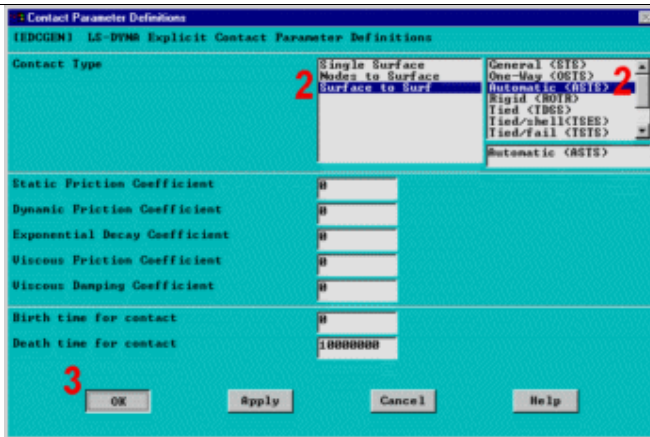 Contact Parameter Definitions
[EDCGEN] LS-DYNA Explicit Contact Parameter Definitions
Contact Type
2
Single Surface
Nodes to Surface
Surface to Surf
General (STS)
One-Way (OSTS)
Automatic (ASTS)
Rigid (ROTR)
Tied (TDSS)
Tied/shell(TSES)
Tied/fail (TSTS)
2
Automatic (ASTS)
Static Friction Coefficient 0
Dynamic Friction Coefficient 0
Exponential Decay Coefficient 0
Viscous Friction Coefficient 0
Viscous Damping Coefficient 0
Birth time for contact 0
Death time for contact 10000000
3
OK Apply Cancel Help